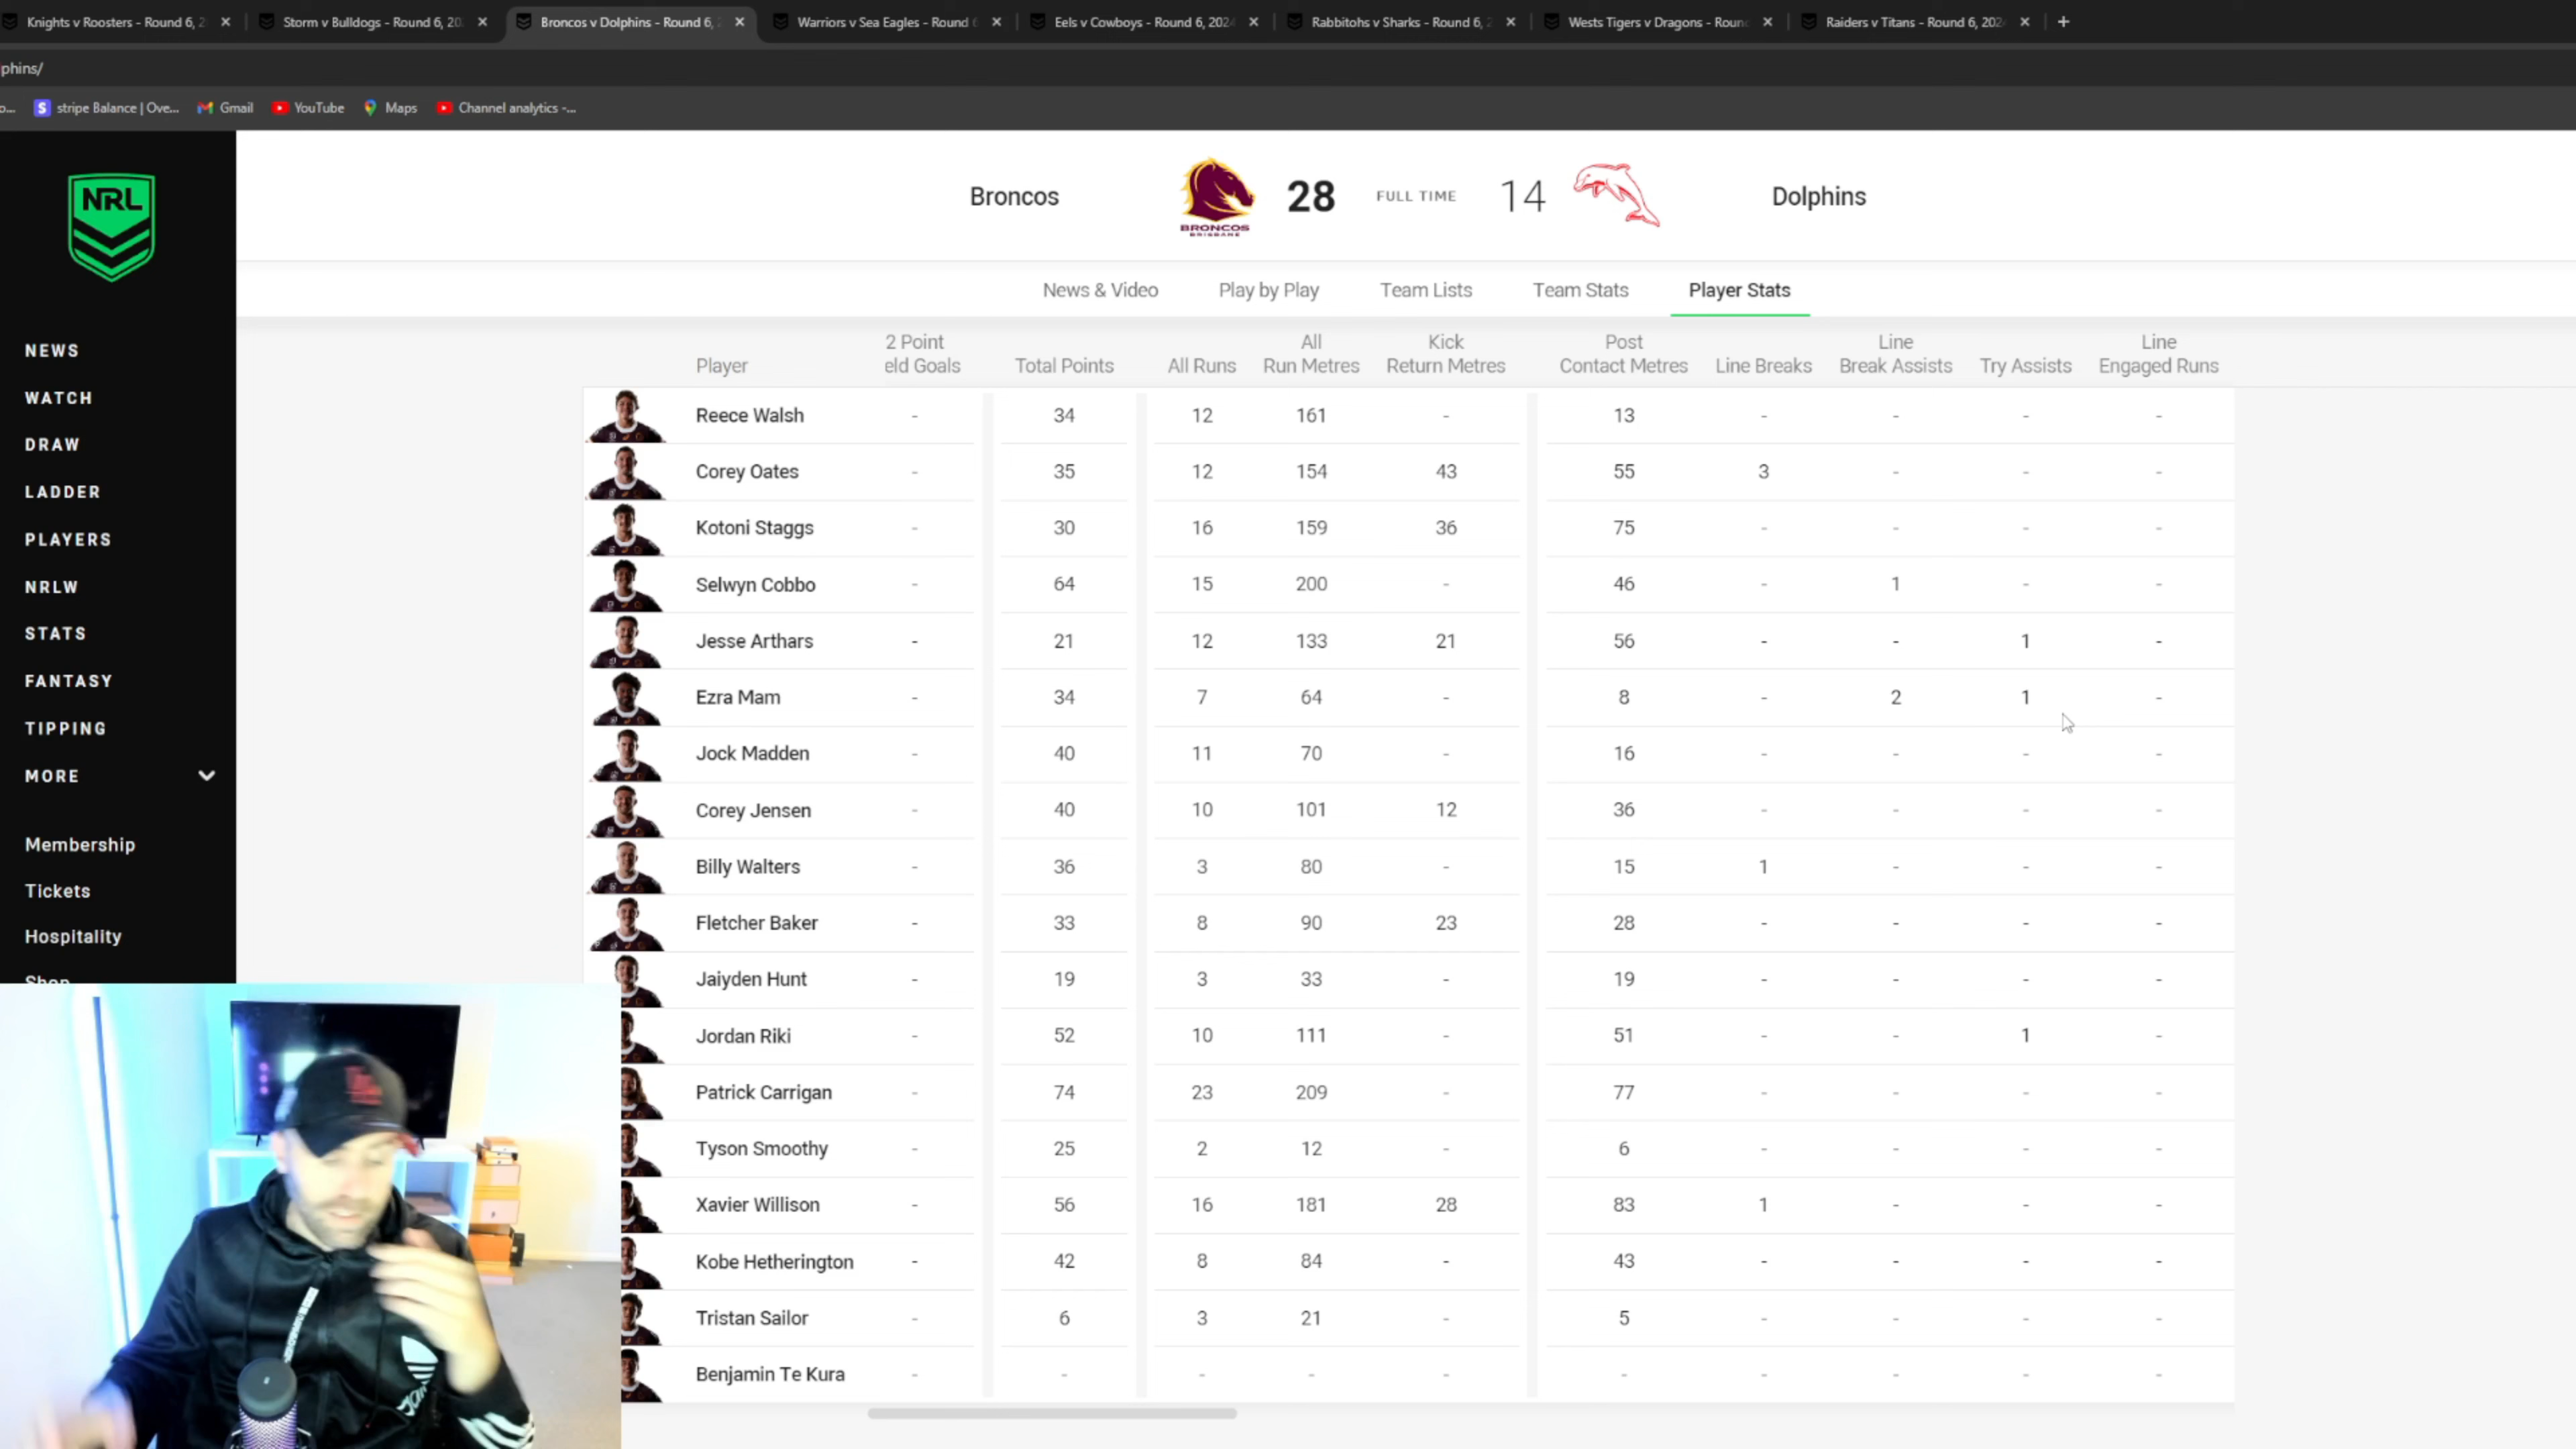 Knights v Roosters - Round 6, 2
Storm v Bulldogs - Round 6, 20
Broncos v Dolphins - Round 6, 2
Warriors v Sea Eagles - Round 6
Eels v Cowboys - Round 6, 2024
Rabbitohs v Sharks - Round 6, 2
Wests Tigers v Dragons - Roun
Raiders v Titans - Round 6, 202
phins/
o... S stripe Balance | Ove... Gmail YouTube Maps Channel analytics -...
NRL
NEWS
WATCH
DRAW
LADDER
PLAYERS
NRLW
STATS
FANTASY
TIPPING
MORE
Membership
Tickets
Hospitality
Shop
Broncos BRONCOS BRISBANE 28 FULL TIME 14 Dolphins
News & Video Play by Play Team Lists Team Stats Player Stats
Player 2 Point eld Goals Total Points All Runs All Run Metres Kick Return Metres Post Contact Metres Line Breaks Line Break Assists Try Assists Line Engaged Runs
Reece Walsh - 34 12 161 - 13 - - - -
Corey Oates - 35 12 154 43 55 3 - - -
Kotoni Staggs - 30 16 159 36 75 - - - -
Selwyn Cobbo - 64 15 200 - 46 - 1 - -
Jesse Arthars - 21 12 133 21 56 - - 1 -
Ezra Mam - 34 7 64 - 8 - 2 1 -
Jock Madden - 40 11 70 - 16 - - - -
Corey Jensen - 40 10 101 12 36 - - - -
Billy Walters - 36 3 80 - 15 1 - - -
Fletcher Baker - 33 8 90 23 28 - - - -
Jaiyden Hunt - 19 3 33 - 19 - - - -
Jordan Riki - 52 10 111 - 51 - - 1 -
Patrick Carrigan - 74 23 209 - 77 - - - -
Tyson Smoothy - 25 2 12 - 6 - - - -
Xavier Willison - 56 16 181 28 83 1 - - -
Kobe Hetherington - 42 8 84 - 43 - - - -
Tristan Sailor - 6 3 21 - 5 - - - -
Benjamin Te Kura - - - - - - - - - -